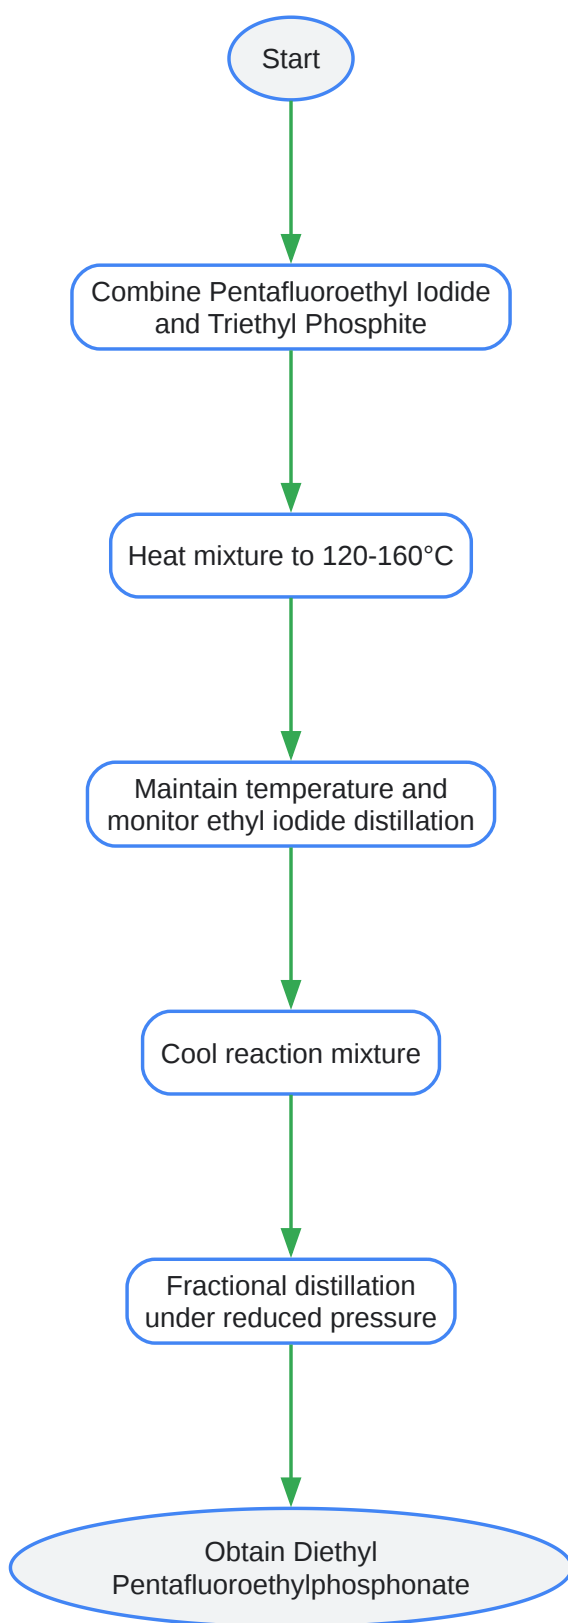 Start
Combine Pentafluoroethyl Iodide
and Triethyl Phosphite
Heat mixture to 120-160°C
Maintain temperature and
monitor ethyl iodide distillation
Cool reaction mixture
Fractional distillation
under reduced pressure
Obtain Diethyl
Pentafluoroethylphosphonate